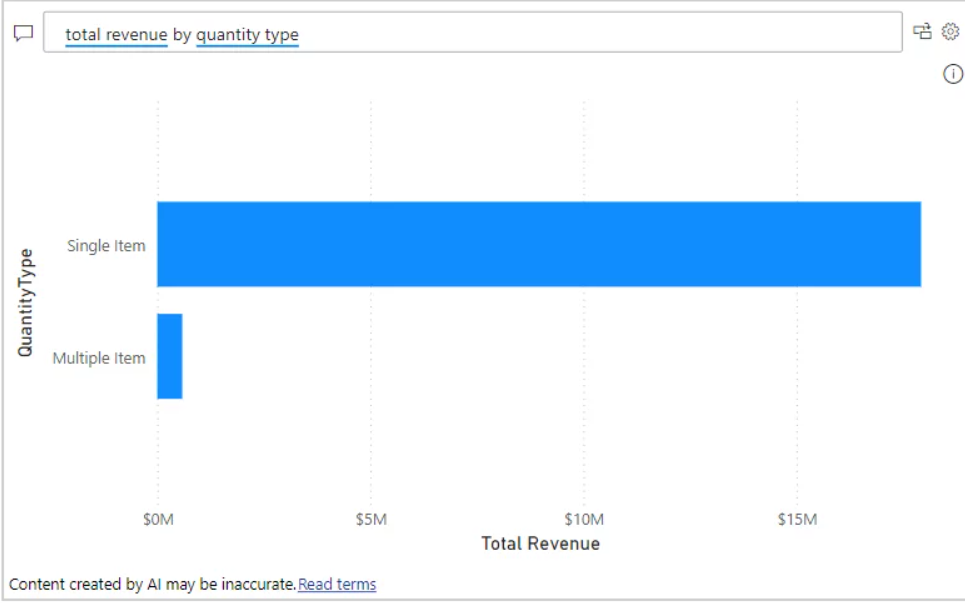 total revenue by quantity type
QuantityType
Single Item
Multiple Item
$0M $5M $10M $15M
Total Revenue
Content created by AI may be inaccurate. Read terms